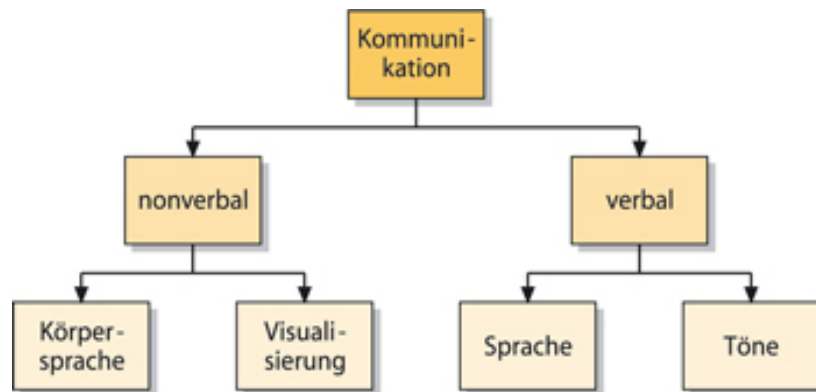 Kommuni-
kation
nonverbal
verbal
Körper-
sprache
Visuali-
sierung
Sprache
Töne